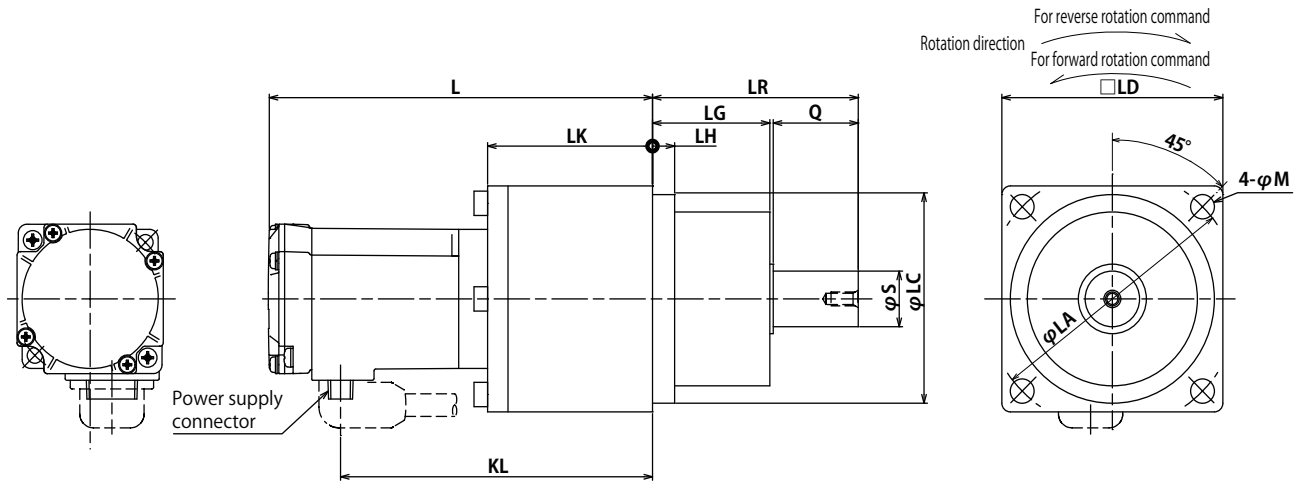 For reverse rotation command
Rotation direction
For forward rotation command
L
LR
□LD
LG
Q
LK
LH
45°
4-φM
φS
φLC
φLA
Power supply
connector
KL